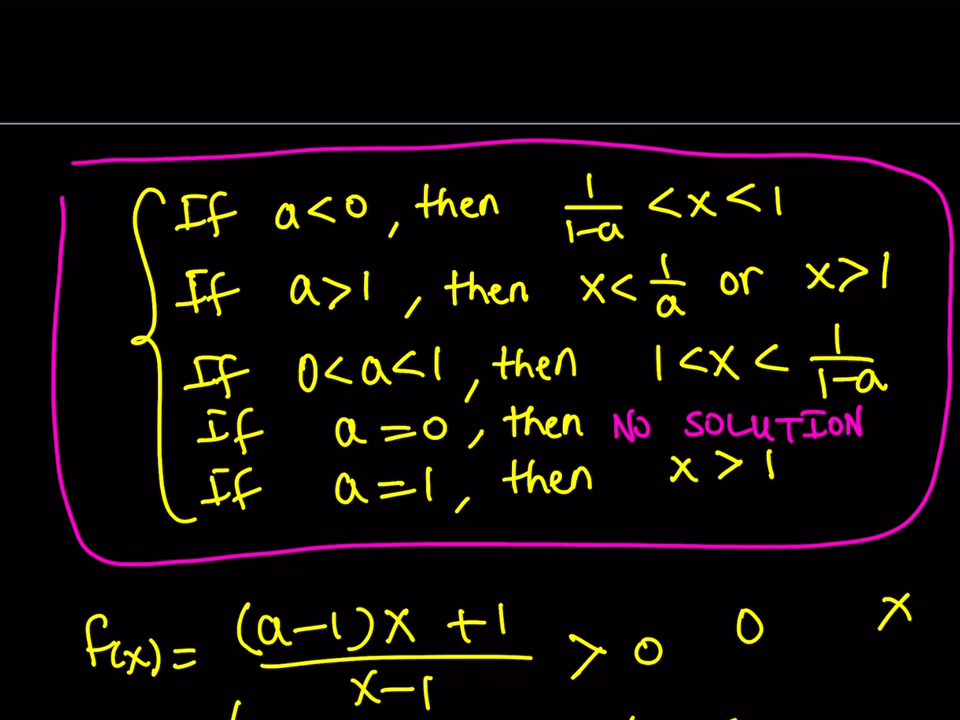 If a<0, then 1/(1-a) <x<1
If a>1, then x< 1/a or x>1
If 0<a<1, then 1<x< 1/(1-a)
If a=0, then NO SOLUTION
If a=1, then x>1
f(x)= ((a-1)x+1)/(x-1) >0 0 x